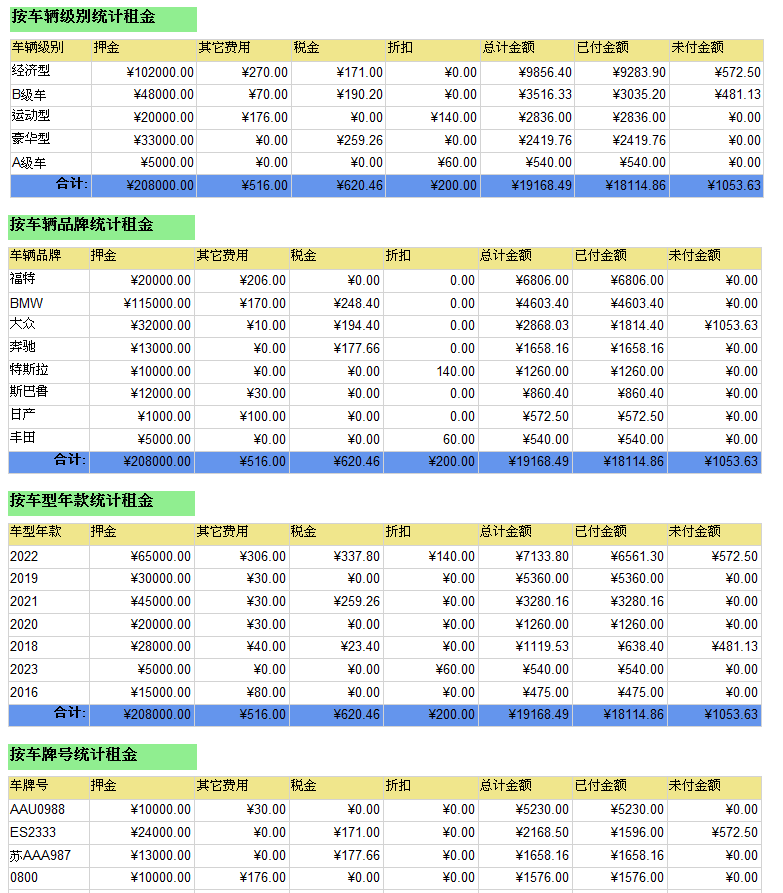 按车辆级别统计租金
车辆级别 押金 其它费用 税金 折扣 总计金额 已付金额 未付金额
经济型 ¥102000.00 ¥270.00 ¥171.00 ¥0.00 ¥9856.40 ¥9283.90 ¥572.50
B级车 ¥48000.00 ¥70.00 ¥190.20 ¥0.00 ¥3516.33 ¥3035.20 ¥481.13
运动型 ¥20000.00 ¥176.00 ¥0.00 ¥140.00 ¥2836.00 ¥2836.00 ¥0.00
豪华型 ¥33000.00 ¥0.00 ¥259.26 ¥0.00 ¥2419.76 ¥2419.76 ¥0.00
A级车 ¥5000.00 ¥0.00 ¥0.00 ¥60.00 ¥540.00 ¥540.00 ¥0.00
合计: ¥208000.00 ¥516.00 ¥620.46 ¥200.00 ¥19168.49 ¥18114.86 ¥1053.63
按车辆品牌统计租金
车辆品牌 押金 其它费用 税金 折扣 总计金额 已付金额 未付金额
福特 ¥20000.00 ¥206.00 ¥0.00 0.00 ¥6806.00 ¥6806.00 ¥0.00
BMW ¥115000.00 ¥170.00 ¥248.40 0.00 ¥4603.40 ¥4603.40 ¥0.00
大众 ¥32000.00 ¥10.00 ¥194.40 0.00 ¥2868.03 ¥1814.40 ¥1053.63
奔驰 ¥13000.00 ¥0.00 ¥177.66 0.00 ¥1658.16 ¥1658.16 ¥0.00
特斯拉 ¥10000.00 ¥0.00 ¥0.00 140.00 ¥1260.00 ¥1260.00 ¥0.00
斯巴鲁 ¥12000.00 ¥30.00 ¥0.00 0.00 ¥860.40 ¥860.40 ¥0.00
日产 ¥1000.00 ¥100.00 ¥0.00 0.00 ¥572.50 ¥572.50 ¥0.00
丰田 ¥5000.00 ¥0.00 ¥0.00 60.00 ¥540.00 ¥540.00 ¥0.00
合计: ¥208000.00 ¥516.00 ¥620.46 ¥200.00 ¥19168.49 ¥18114.86 ¥1053.63
按车型年款统计租金
车型年款 押金 其它费用 税金 折扣 总计金额 已付金额 未付金额
2022 ¥65000.00 ¥306.00 ¥337.80 ¥140.00 ¥7133.80 ¥6561.30 ¥572.50
2019 ¥30000.00 ¥30.00 ¥0.00 ¥0.00 ¥5360.00 ¥5360.00 ¥0.00
2021 ¥45000.00 ¥30.00 ¥259.26 ¥0.00 ¥3280.16 ¥3280.16 ¥0.00
2020 ¥20000.00 ¥30.00 ¥0.00 ¥0.00 ¥1260.00 ¥1260.00 ¥0.00
2018 ¥28000.00 ¥40.00 ¥23.40 ¥0.00 ¥1119.53 ¥638.40 ¥481.13
2023 ¥5000.00 ¥0.00 ¥0.00 ¥60.00 ¥540.00 ¥540.00 ¥0.00
2016 ¥15000.00 ¥80.00 ¥0.00 ¥0.00 ¥475.00 ¥475.00 ¥0.00
合计: ¥208000.00 ¥516.00 ¥620.46 ¥200.00 ¥19168.49 ¥18114.86 ¥1053.63
按车牌号统计租金
车牌号 押金 其它费用 税金 折扣 总计金额 已付金额 未付金额
AAU0988 ¥10000.00 ¥30.00 ¥0.00 ¥0.00 ¥5230.00 ¥5230.00 ¥0.00
ES2333 ¥24000.00 ¥0.00 ¥171.00 ¥0.00 ¥2168.50 ¥1596.00 ¥572.50
苏AAA987 ¥13000.00 ¥0.00 ¥177.66 ¥0.00 ¥1658.16 ¥1658.16 ¥0.00
0800 ¥10000.00 ¥176.00 ¥0.00 ¥0.00 ¥1576.00 ¥1576.00 ¥0.00